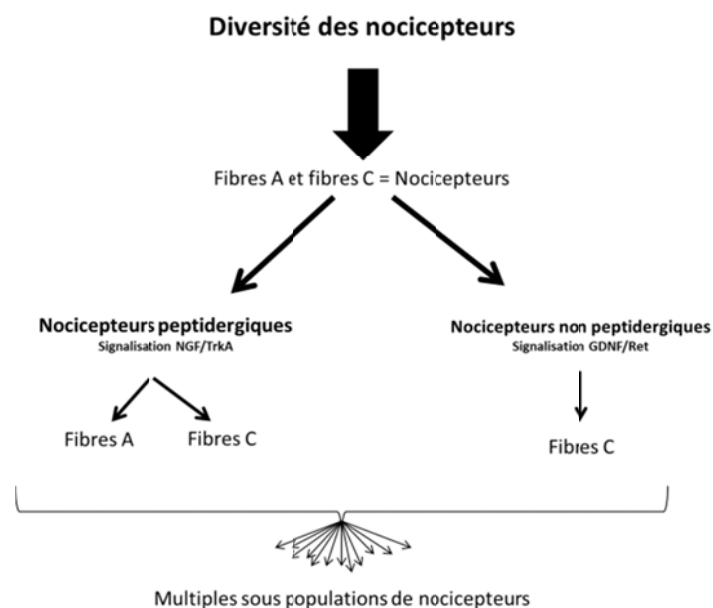 Diversité des nocicepteurs
Fibres A et fibres C = Nocicepteurs
Nocicepteurs peptidergiques
Signalisation NGF/TrkA
Nocicepteurs non peptidergiques
Signalisation GDNF/Ret
Fibres A
Fibres C
Fibres C
Multiples sous populations de nocicepteurs